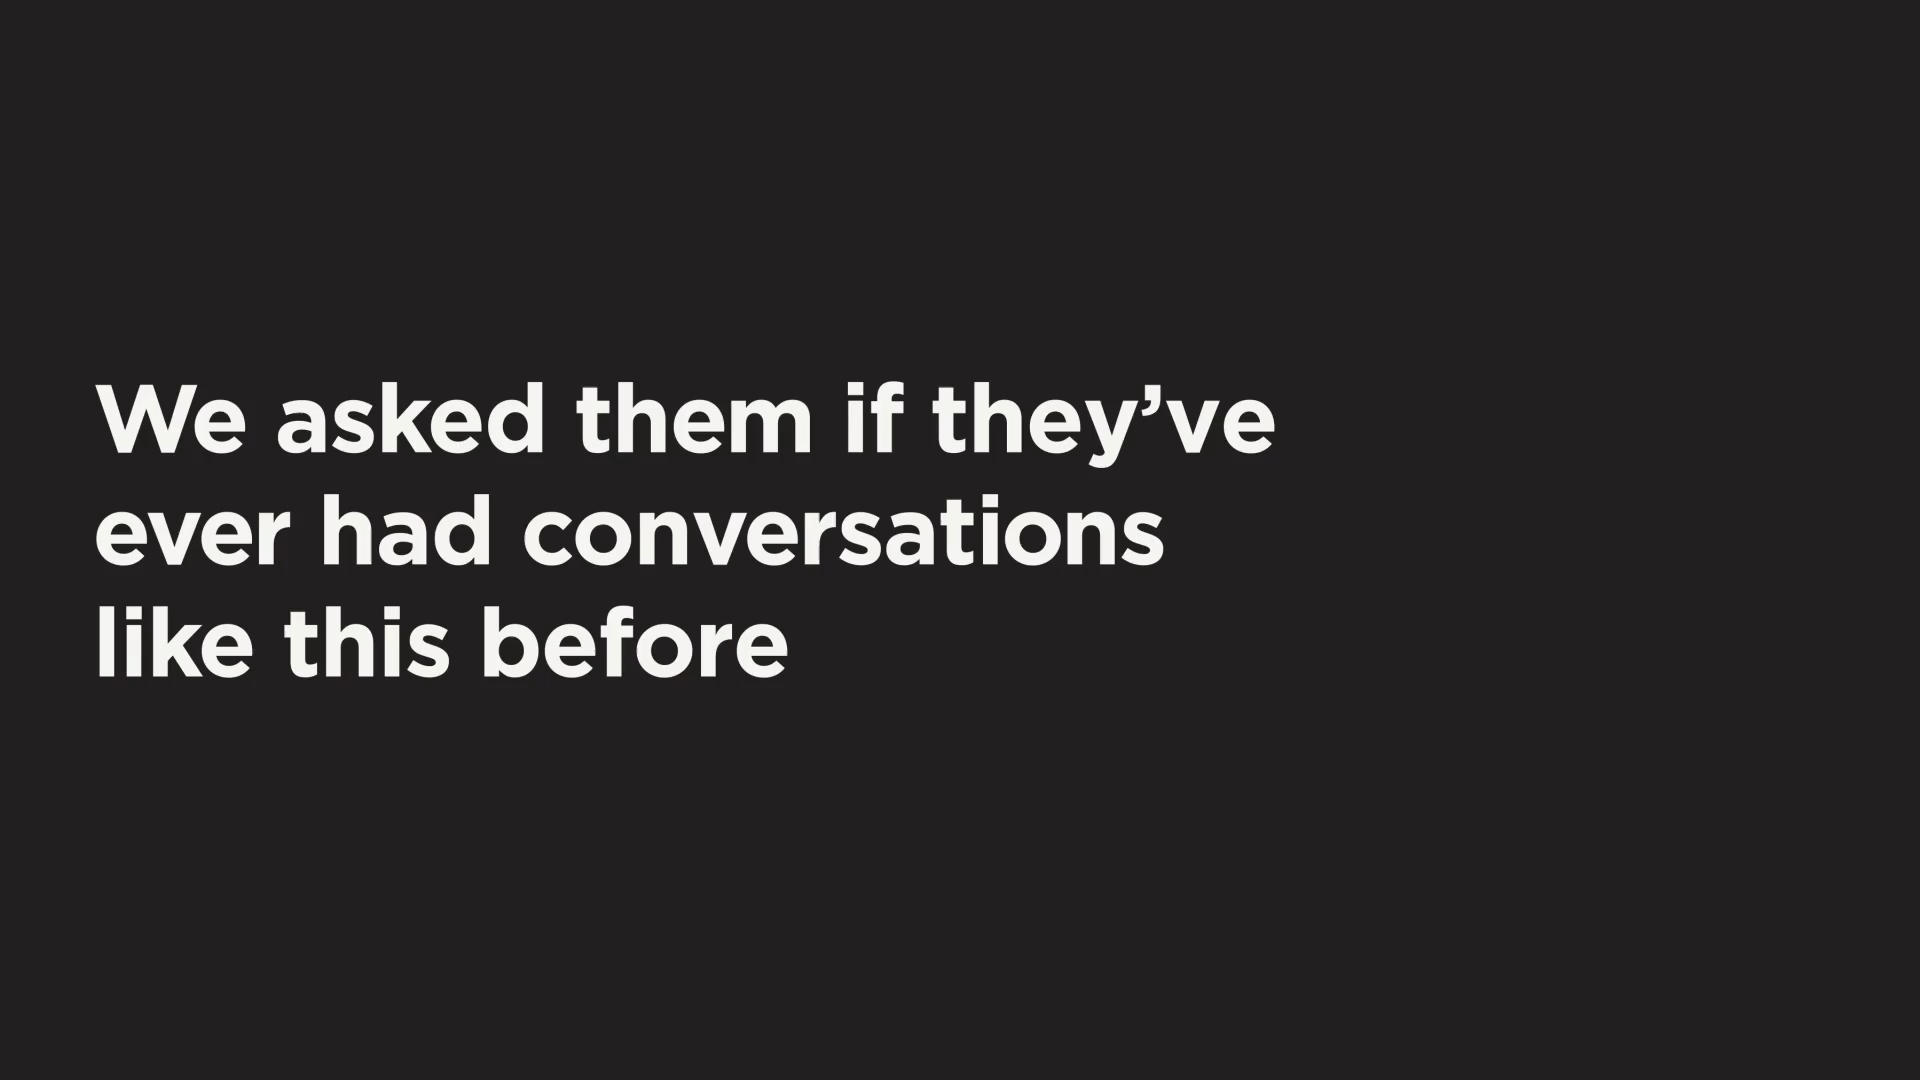 We asked them if they’ve
ever had conversations
like this before